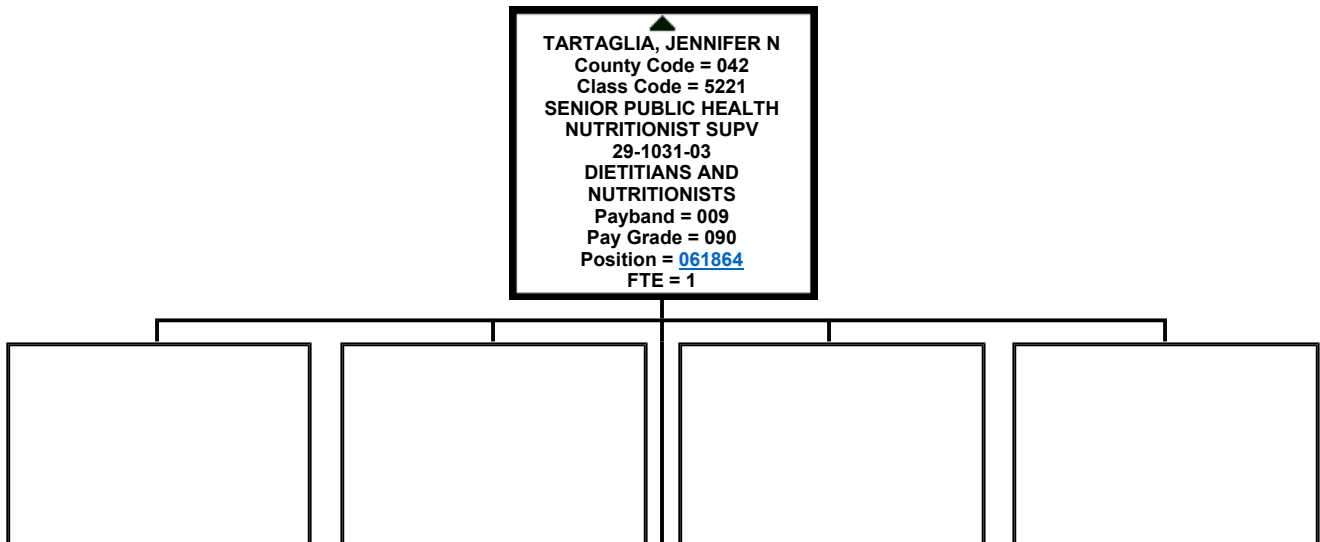 TARTAGLIA, JENNIFER N
County Code = 042
Class Code = 5221
SENIOR PUBLIC HEALTH
NUTRITIONIST SUPV
29-1031-03
DIETITIANS AND
NUTRITIONISTS
Payband = 009
Pay Grade = 090
Position = 061864
FTE = 1